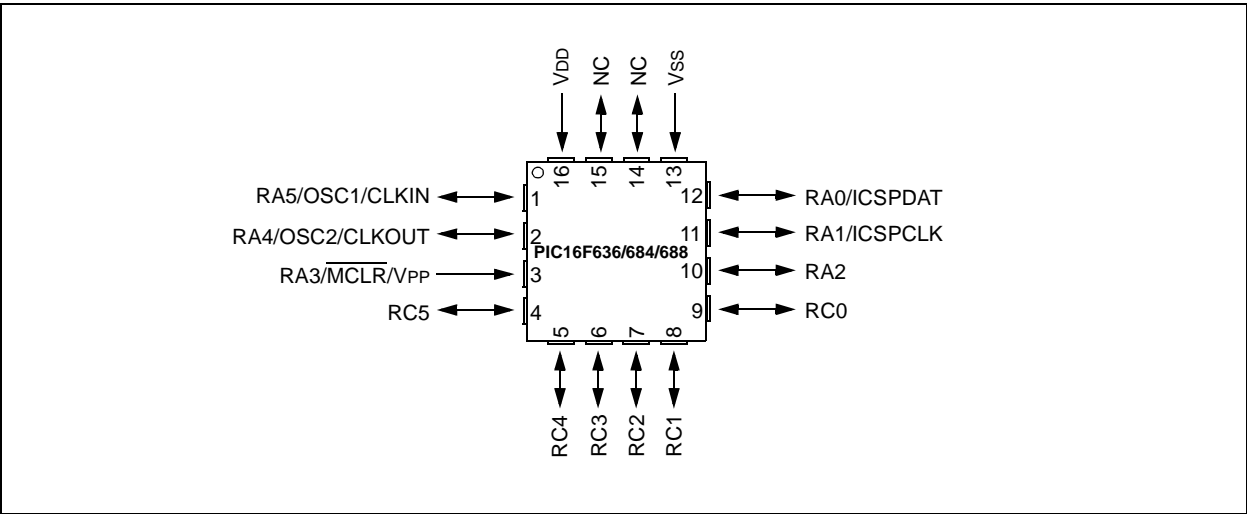 VDD
NC
NC
VSS
16
15
14
13
RA5/OSC1/CLKIN
1
12
RA0/ICSPDAT
RA4/OSC2/CLKOUT
2
11
RA1/ICSPCLK
PIC16F636/684/688
RA3/MCLR/VPP
3
10
RA2
RC5
4
9
RC0
5
6
7
8
RC4
RC3
RC2
RC1